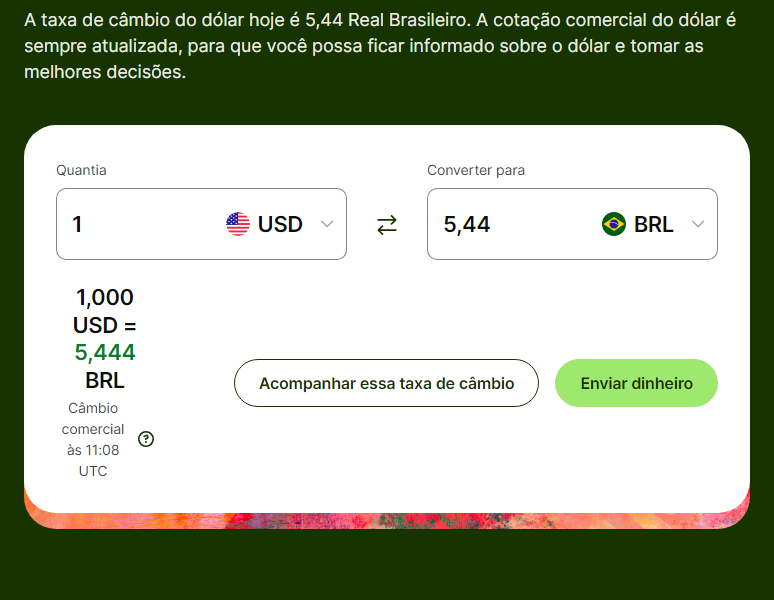 A taxa de câmbio do dólar hoje é 5,44 Real Brasileiro. A cotação comercial do dólar é
sempre atualizada, para que você possa ficar informado sobre o dólar e tomar as
melhores decisões.
Quantia
Converter para
1 USD
5,44 BRL
1,000
USD =
5,444
BRL
Câmbio
comercial
às 11:08
UTC
?
Acompanhar essa taxa de câmbio
Enviar dinheiro